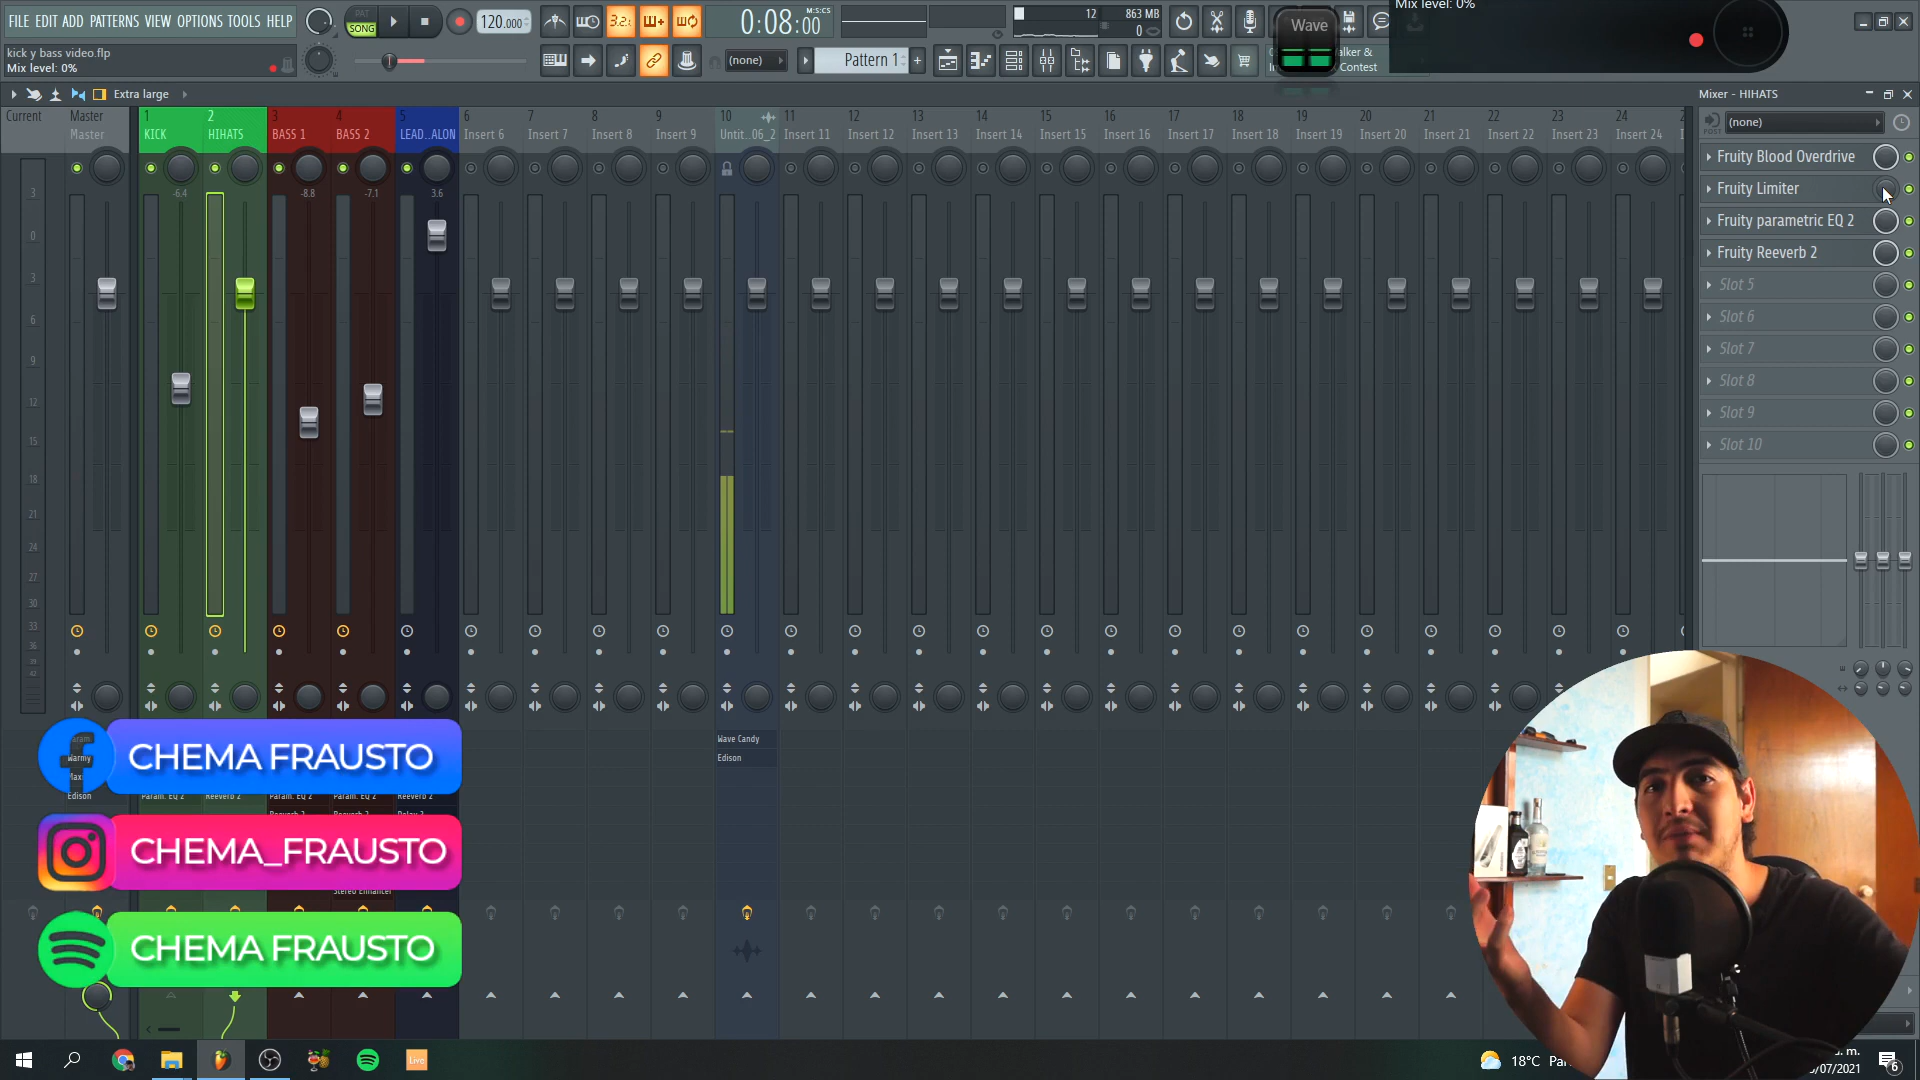 FILE EDIT ADD PATTERNS VIEW OPTIONS TOOLS HELP
PAT
SONG
120.000
3.2:
0:08:00
M:S:CS
12
863 MB
0
Wave
Mix level: 0%
kick y bass video.flp
Mix level: 0%
(none)
Pattern 1
alker &
Contest
Extra large
Mixer - HIHATS
Current
Master
Master
1
KICK
2
HIHATS
3
BASS 1
4
BASS 2
5
LEAD..ALON
6
Insert 6
7
Insert 7
8
Insert 8
9
Insert 9
10
Untit...06_2
11
Insert 11
12
Insert 12
13
Insert 13
14
Insert 14
15
Insert 15
16
Insert 16
17
Insert 17
18
Insert 18
19
Insert 19
20
Insert 20
21
Insert 21
22
Insert 22
23
Insert 23
24
Insert 24
-6.4
-8.8
-7.1
3.6
3
0
3
6
9
12
15
18
21
24
27
30
33
36
POST
(none)
Fruity Blood Overdrive
Fruity Limiter
Fruity parametric EQ 2
Fruity Reeverb 2
Slot 5
Slot 6
Slot 7
Slot 8
Slot 9
Slot 10
Wave Candy
Edison
Edison
Param. EQ 2
Reeverb 2
Param. EQ 2
Param. EQ 2
Reeverb 2
Stereo Enhancer
CHEMA FRAUSTO
CHEMA_FRAUSTO
CHEMA FRAUSTO
Live
18°C
/07/2021
6